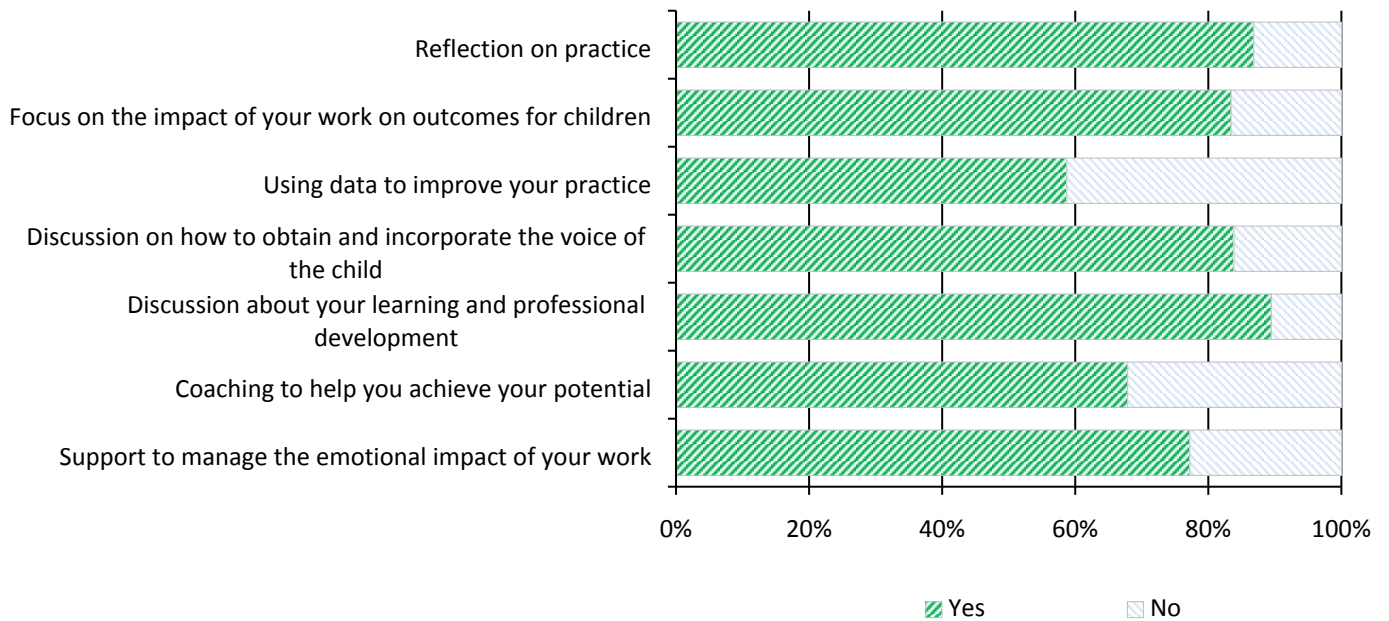 Reflection on practice
Focus on the impact of your work on outcomes for children
Using data to improve your practice
Discussion on how to obtain and incorporate the voice of
the child
Discussion about your learning and professional
development
Coaching to help you achieve your potential
Support to manage the emotional impact of your work
0% 20% 40% 60% 80% 100%
Yes No